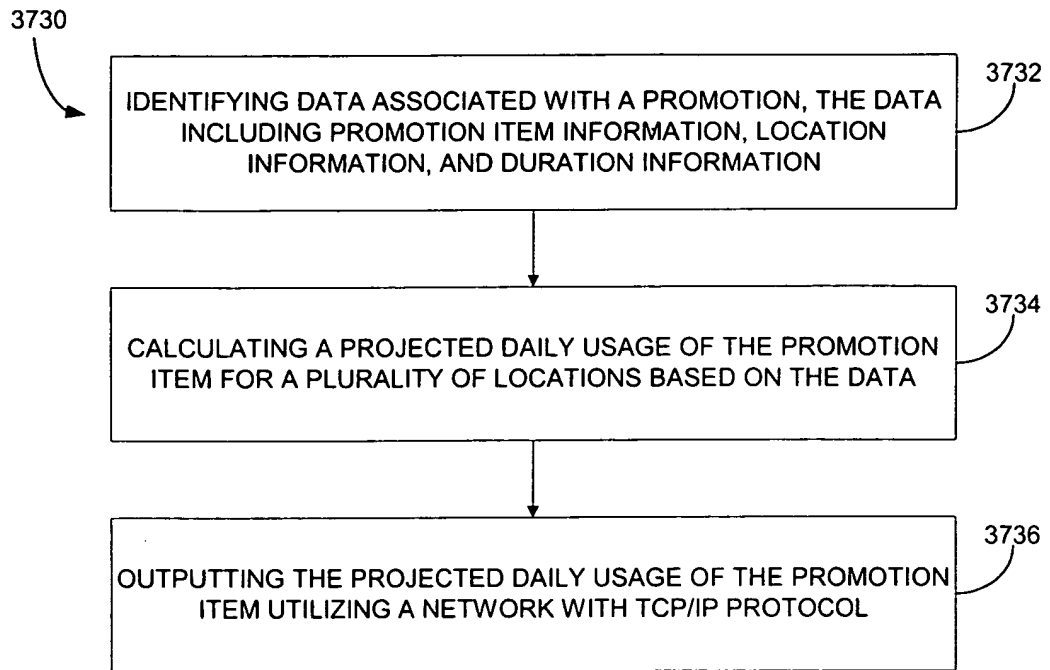 3730
3732
IDENTIFYING DATA ASSOCIATED WITH A PROMOTION, THE DATA
INCLUDING PROMOTION ITEM INFORMATION, LOCATION
INFORMATION, AND DURATION INFORMATION
3734
CALCULATING A PROJECTED DAILY USAGE OF THE PROMOTION
ITEM FOR A PLURALITY OF LOCATIONS BASED ON THE DATA
3736
OUTPUTTING THE PROJECTED DAILY USAGE OF THE PROMOTION
ITEM UTILIZING A NETWORK WITH TCP/IP PROTOCOL